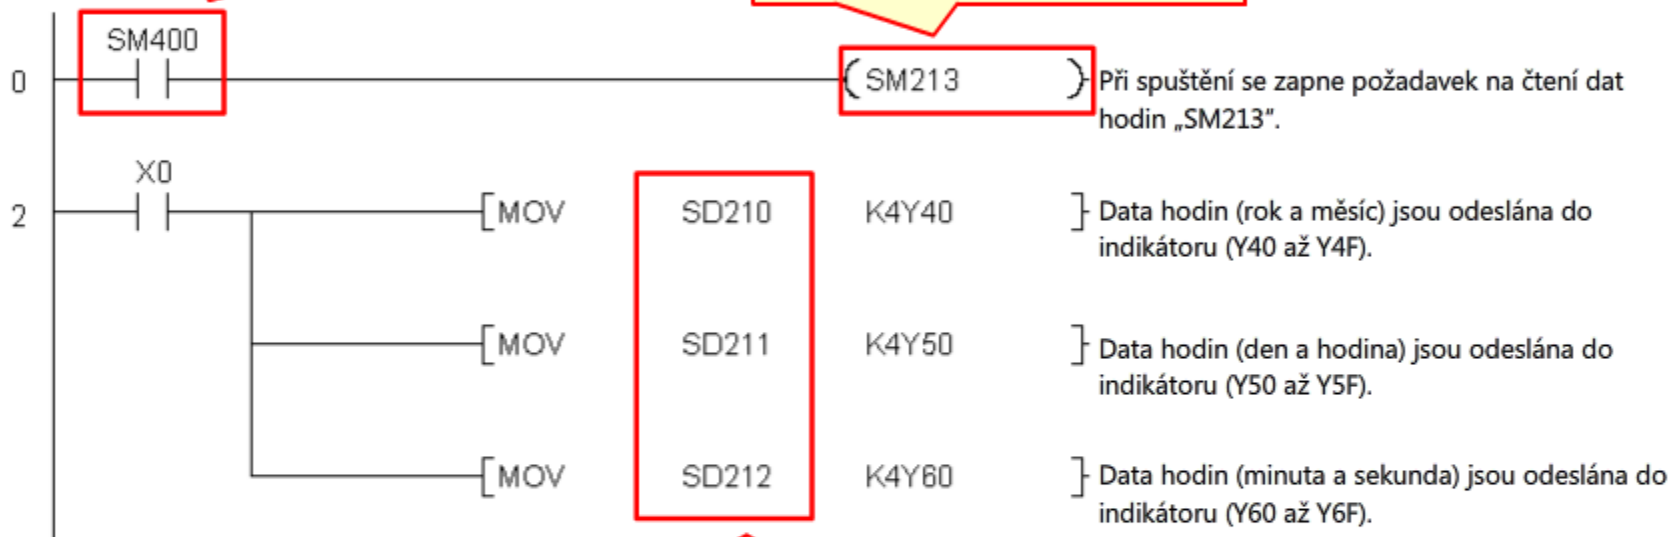 SM400
0 SM213 Při spuštění se zapne požadavek na čtení dat
hodin „SM213“.
X0
2 [MOV SD210 K4Y40 ] Data hodin (rok a měsíc) jsou odeslána do
indikátoru (Y40 až Y4F).
[MOV SD211 K4Y50 ] Data hodin (den a hodina) jsou odeslána do
indikátoru (Y50 až Y5F).
[MOV SD212 K4Y60 ] Data hodin (minuta a sekunda) jsou odeslána do
indikátoru (Y60 až Y6F).